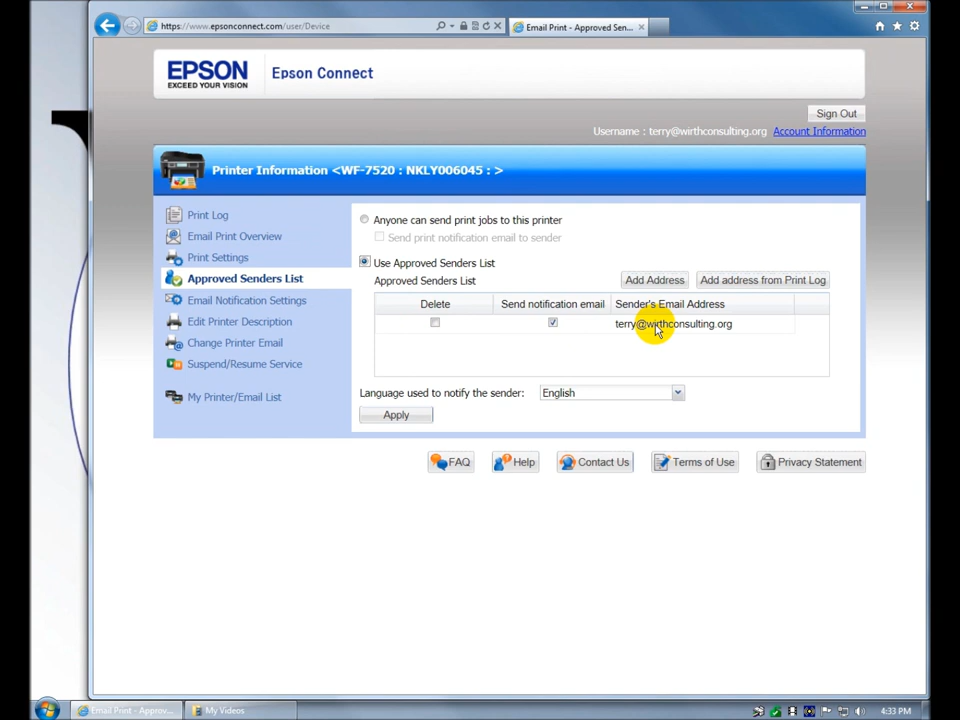 https://www.epsonconnect.com/user/Device
Email Print - Approved Sen...
EPSON
EXCEED YOUR VISION
Epson Connect
Sign Out
Username : terry@wirthconsulting.org Account Information
Printer Information <WF-7520 : NKLY006045 : >
Print Log
Email Print Overview
Print Settings
Approved Senders List
Email Notification Settings
Edit Printer Description
Change Printer Email
Suspend/Resume Service
My Printer/Email List
Anyone can send print jobs to this printer
Send print notification email to sender
Use Approved Senders List
Approved Senders List Add Address Add address from Print Log
Delete Send notification email Sender's Email Address
terry@wirthconsulting.org
Language used to notify the sender: English
Apply
FAQ Help Contact Us Terms of Use Privacy Statement
Email Print - Approv... My Videos 4:33 PM